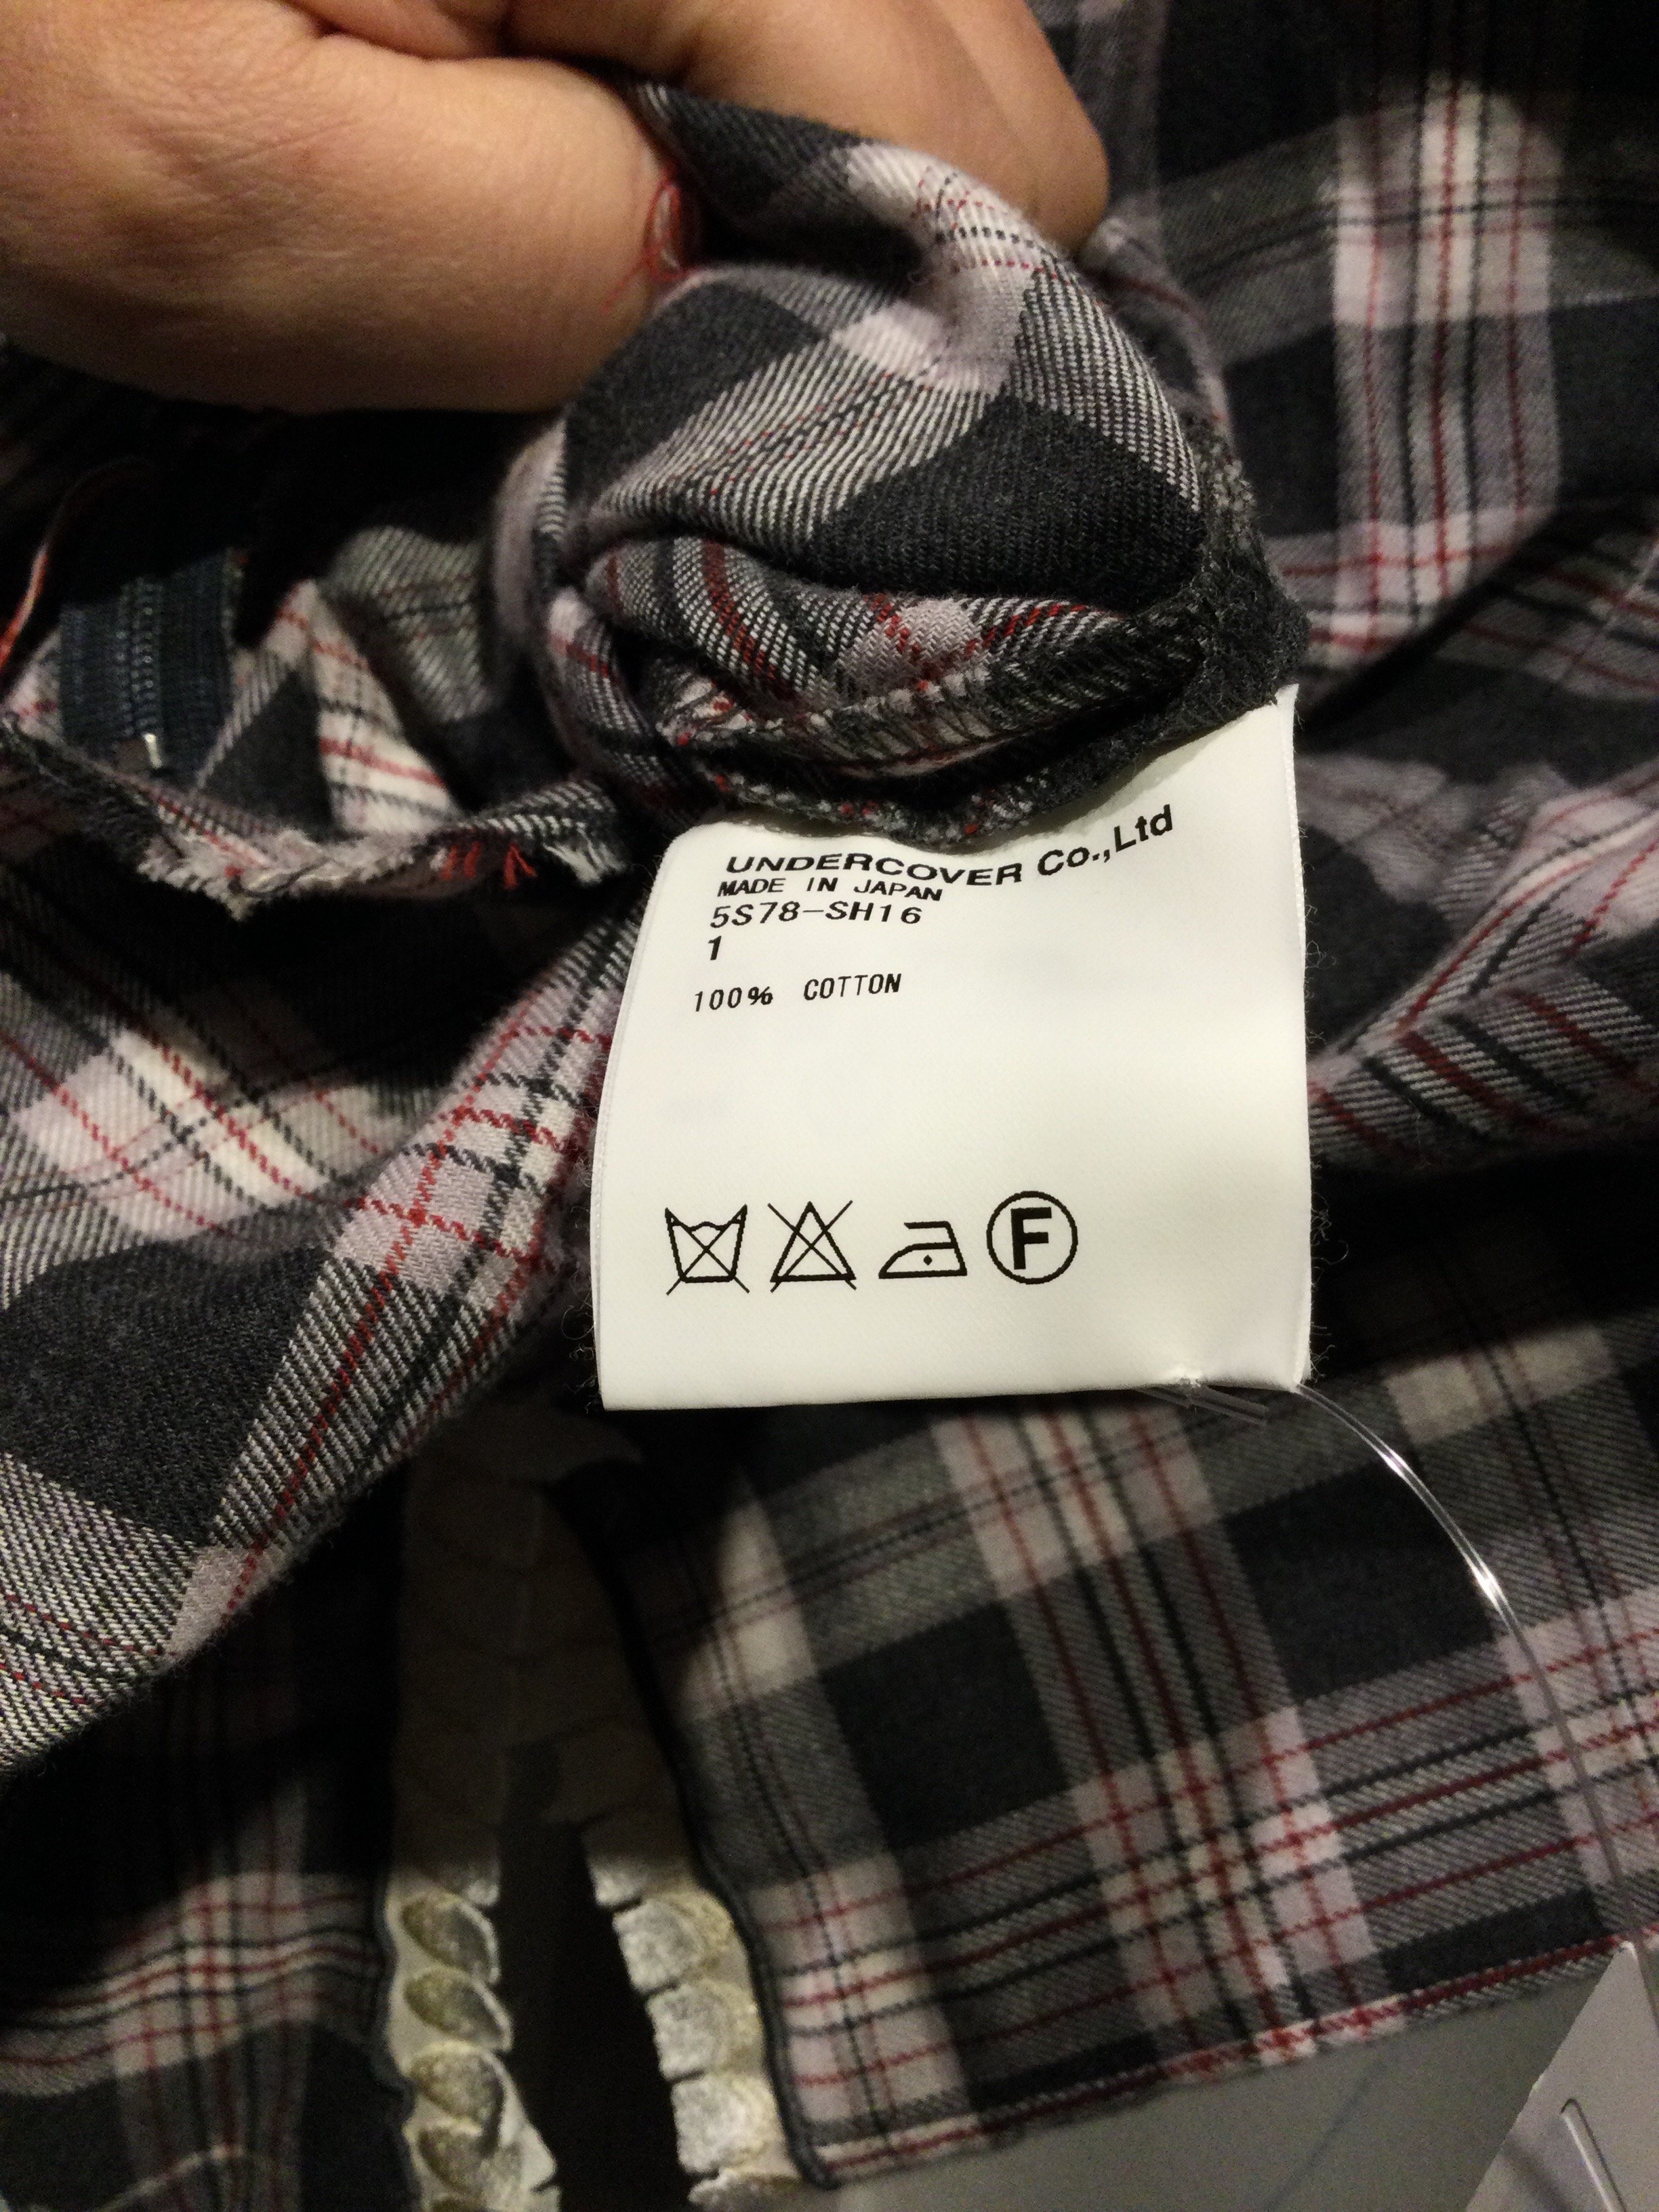 UNDERCOVER Co.,Ltd
MADE IN JAPAN
5S78-SH16
1
100% COTTON
F